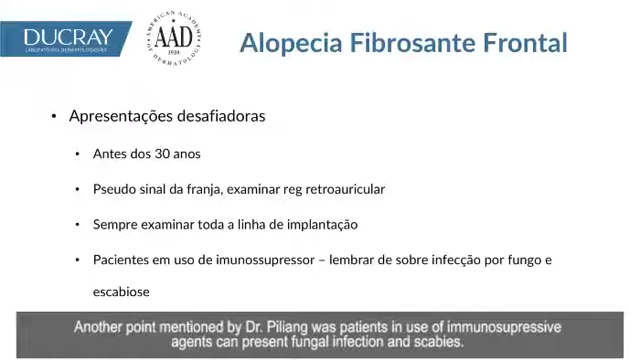 DUCRAY
LABORATOIRES DERMATOLOGIQUES
AMERICAN ACADEMY OF DERMATOLOGY
AAD
1938
Alopecia Fibrosante Frontal
• Apresentações desafiadoras
• Antes dos 30 anos
• Pseudo sinal da franja, examinar reg retroauricular
• Sempre examinar toda a linha de implantação
• Pacientes em uso de imunossupressor – lembrar de sobre infecção por fungo e
escabiose
Another point mentioned by Dr. Piliang was patients in use of immunosupressive
agents can present fungal infection and scabies.